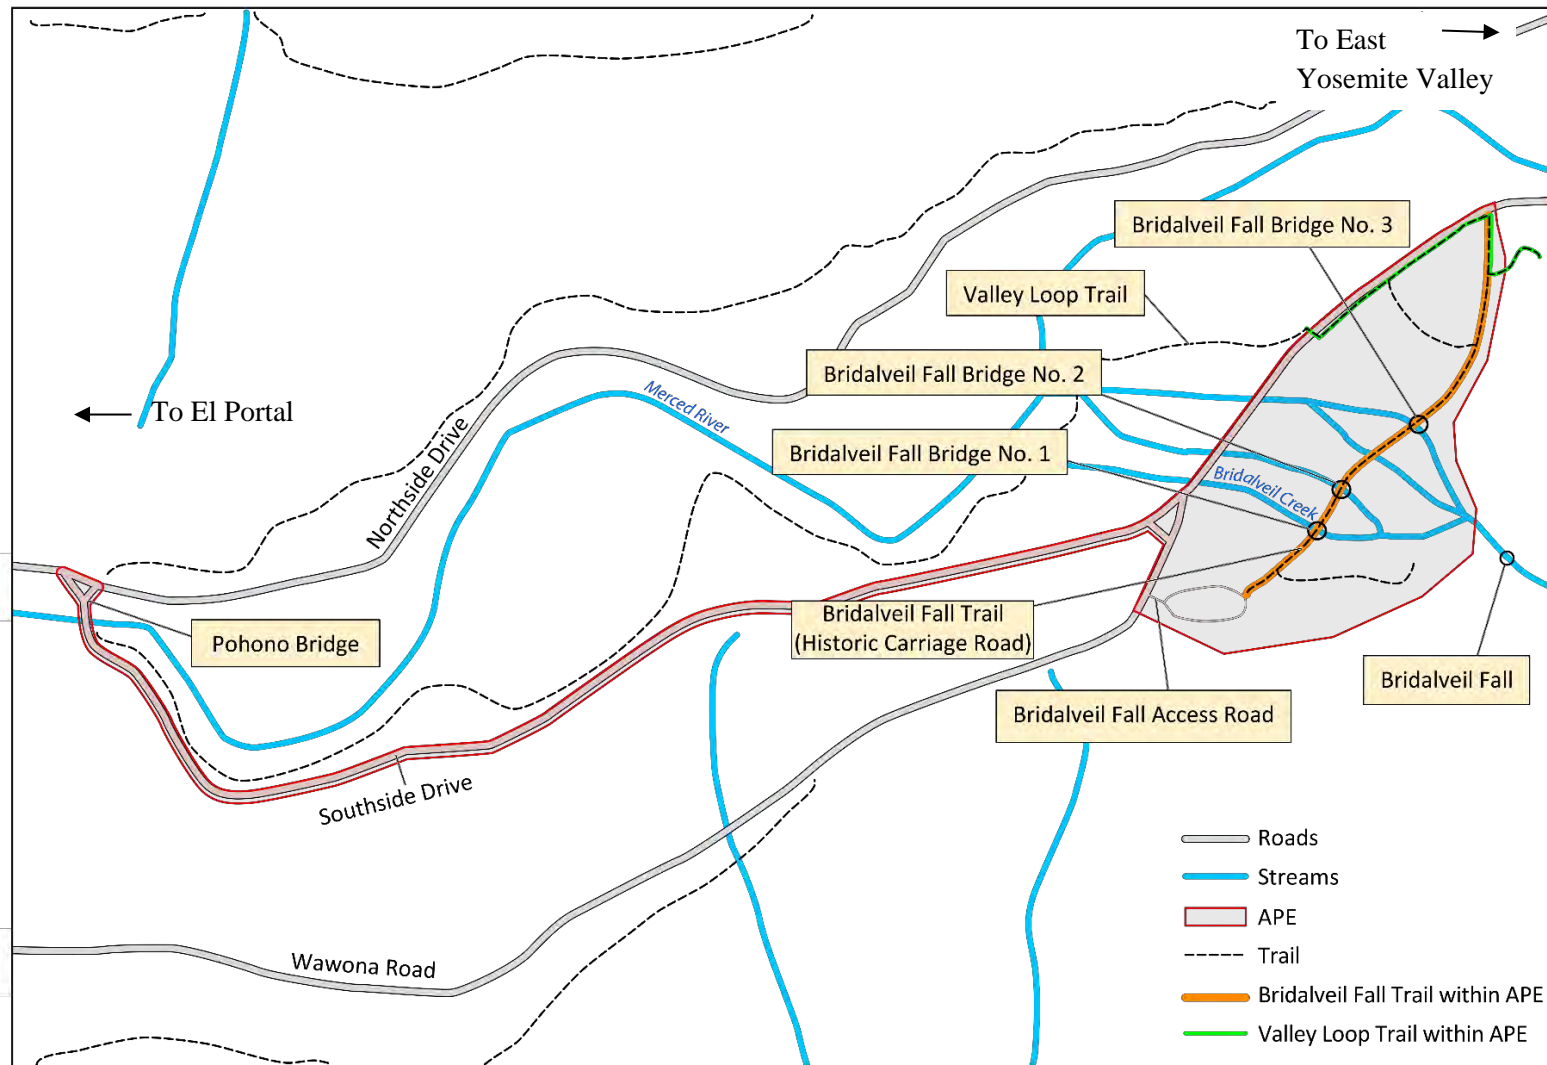 To East
Yosemite Valley
Bridalveil Fall Bridge No. 3
Valley Loop Trail
Bridalveil Fall Bridge No. 2
To El Portal
Merced River
Northside Drive
Bridalveil Fall Bridge No. 1
Bridalveil Creek
Pohono Bridge
Bridalveil Fall Trail
(Historic Carriage Road)
Bridalveil Fall
Bridalveil Fall Access Road
Southside Drive
Wawona Road
Roads
Streams
APE
Trail
Bridalveil Fall Trail within APE
Valley Loop Trail within APE